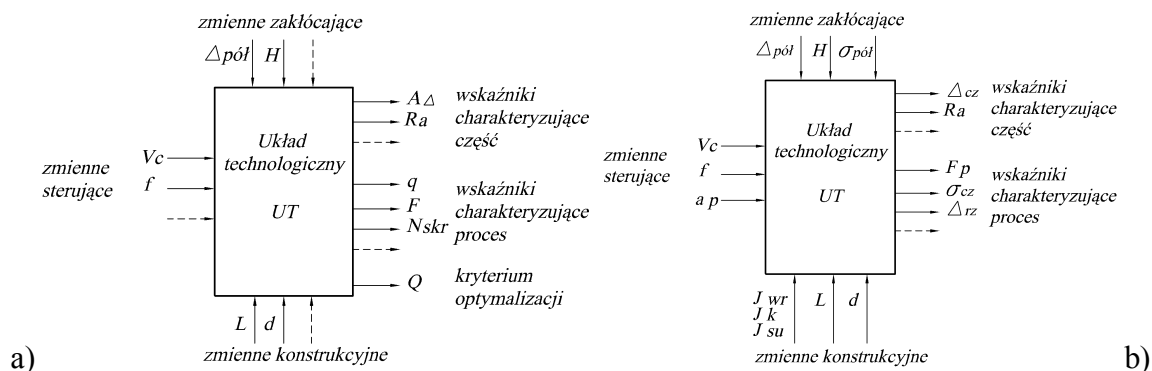 zmienne zakłócające
△ pół H
A △
Ra
wskaźniki
charakteryzujące
część
Układ
technologiczny
UT
zmienne
sterujące
Vc
f
q
F
Nskr
wskaźniki
charakteryzujące
proces
Q
kryterium
optymalizacji
L d
zmienne konstrukcyjne
a)
zmienne zakłócające
△ pół H σ pół
△ cz
Ra
wskaźniki
charakteryzujące
część
Układ
technologiczny
UT
zmienne
sterujące
Vc
f
a p
F p
σ cz
△ rz
wskaźniki
charakteryzujące
proces
J wr
J k
J su
L d
zmienne konstrukcyjne
b)